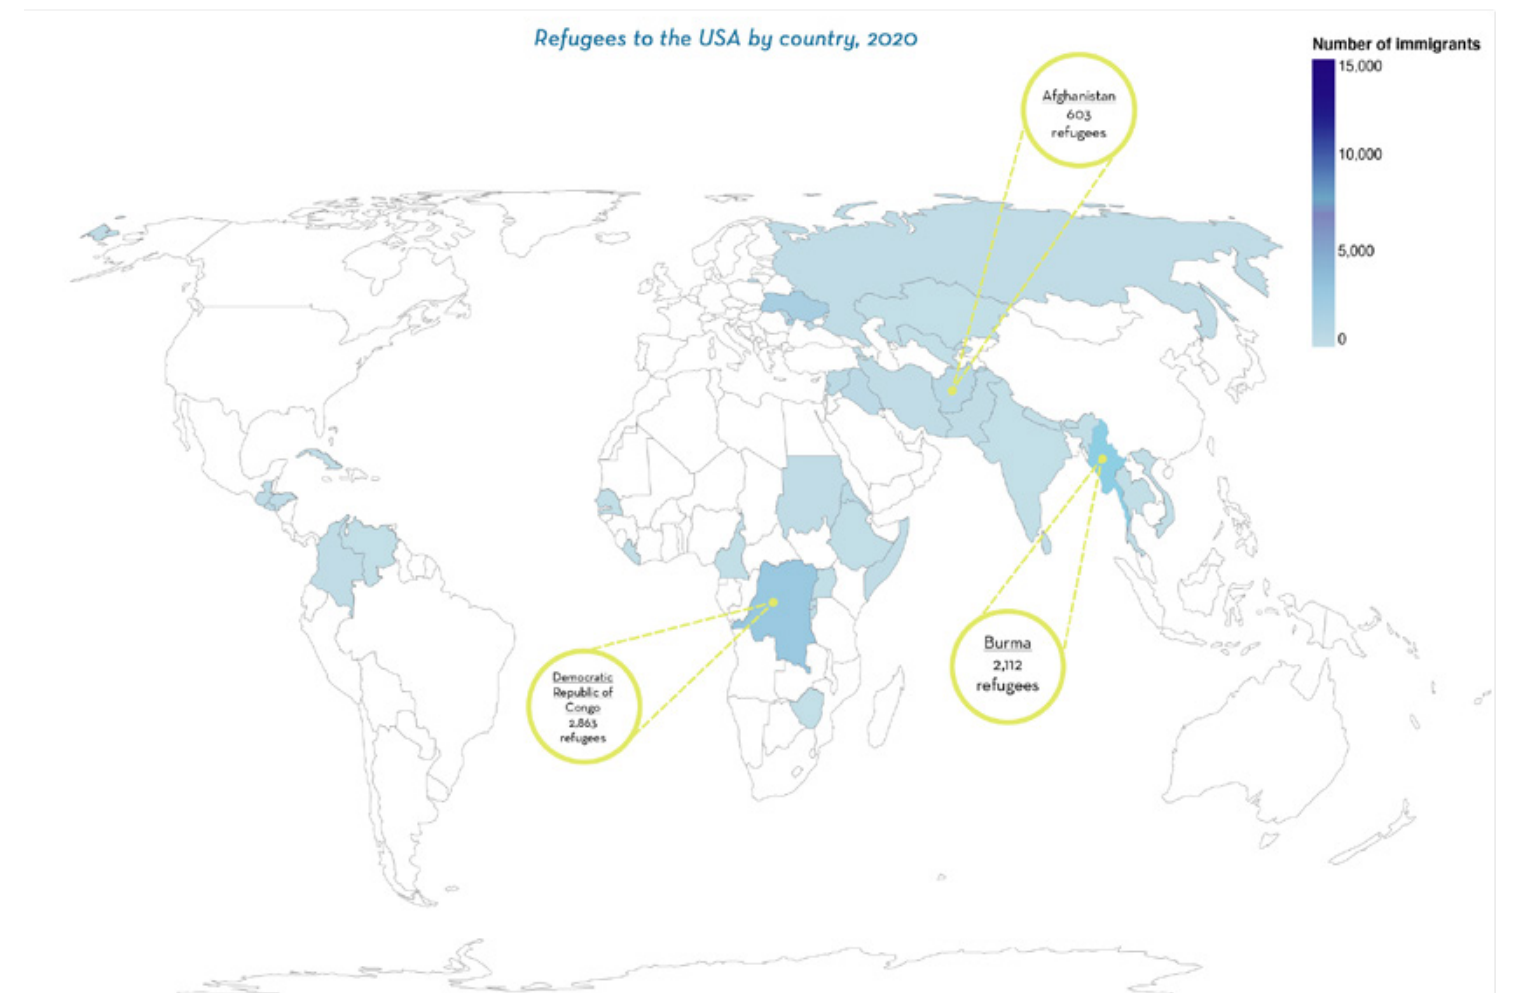 Refugees to the USA by country, 2020
Number of immigrants
15,000
10,000
5,000
0
Afghanistan
603
refugees
Burma
2,112
refugees
Democratic
Republic of
Congo
2,863
refugees